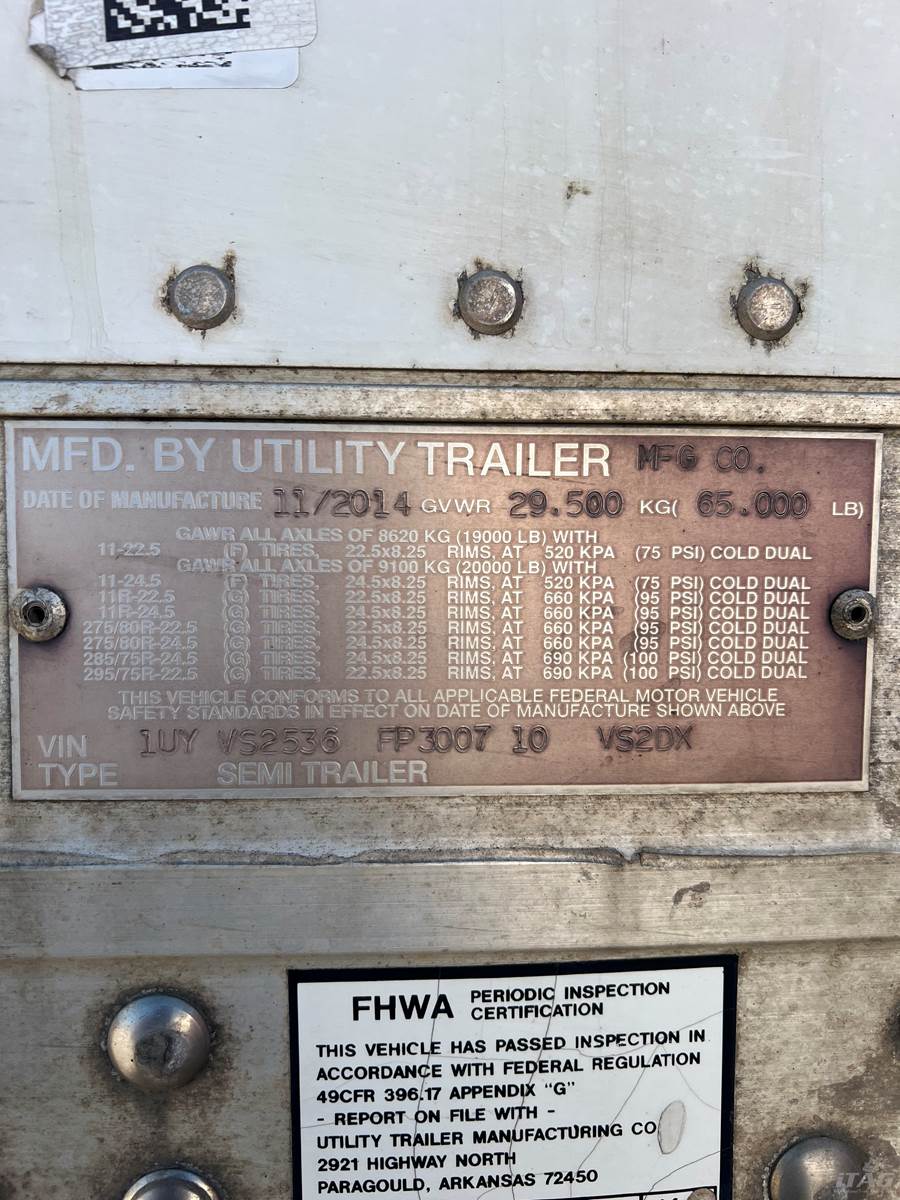 MFD. BY UTILITY TRAILER MFG CO.
DATE OF MANUFACTURE 11/2014 GVWR 29.500 KG( 65.000 LB)
GAWR ALL AXLES OF 8620 KG (19000 LB) WITH
11-22.5 (F) TIRES, 22.5x8.25 RIMS, AT 520 KPA (75 PSI) COLD DUAL
GAWR ALL AXLES OF 9100 KG (20000 LB) WITH
11-24.5 (F) TIRES, 24.5x8.25 RIMS, AT 520 KPA (75 PSI) COLD DUAL
11R-22.5 (G) TIRES, 22.5x8.25 RIMS, AT 660 KPA (95 PSI) COLD DUAL
11R-24.5 (G) TIRES, 24.5x8.25 RIMS, AT 660 KPA (95 PSI) COLD DUAL
275/80R-22.5 (G) TIRES, 22.5x8.25 RIMS, AT 660 KPA (95 PSI) COLD DUAL
275/80R-24.5 (G) TIRES, 24.5x8.25 RIMS, AT 660 KPA (95 PSI) COLD DUAL
285/75R-24.5 (G) TIRES, 24.5x8.25 RIMS, AT 690 KPA (100 PSI) COLD DUAL
295/75R-22.5 (G) TIRES, 22.5x8.25 RIMS, AT 690 KPA (100 PSI) COLD DUAL
THIS VEHICLE CONFORMS TO ALL APPLICABLE FEDERAL MOTOR VEHICLE
SAFETY STANDARDS IN EFFECT ON DATE OF MANUFACTURE SHOWN ABOVE
VIN 1UY VS2536 FP3007 10 VS2DX
TYPE SEMI TRAILER
FHWA PERIODIC INSPECTION
CERTIFICATION
THIS VEHICLE HAS PASSED INSPECTION IN
ACCORDANCE WITH FEDERAL REGULATION
49CFR 396.17 APPENDIX "G"
- REPORT ON FILE WITH -
UTILITY TRAILER MANUFACTURING CO
2921 HIGHWAY NORTH
PARAGOULD, ARKANSAS 72450